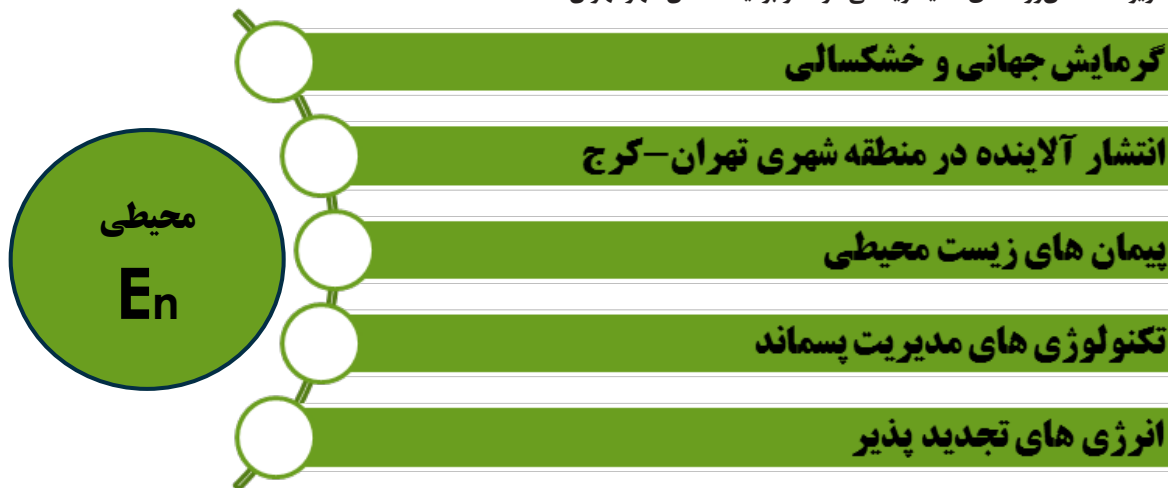 گرمایش جهانی و خشکسالی
انتشار آلاینده در منطقه شهری تهران-کرج
محیطی
En
پیمان های زیست محیطی
تکنولوژی های مدیریت پسماند
انرژی های تجدید پذیر